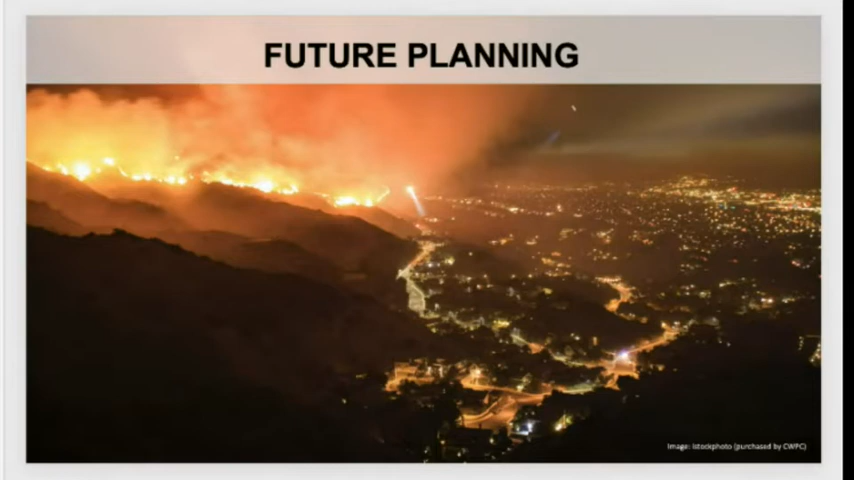 FUTURE PLANNING
Image: istockphoto (purchased by CWPC)